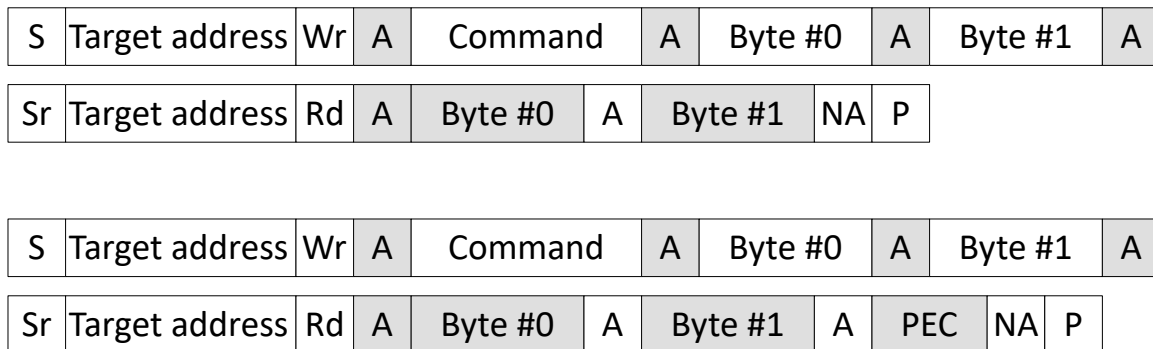 S Target address Wr A Command A Byte #0 A Byte #1 A
Sr Target address Rd A Byte #0 A Byte #1 NA P
S Target address Wr A Command A Byte #0 A Byte #1 A
Sr Target address Rd A Byte #0 A Byte #1 A PEC NA P